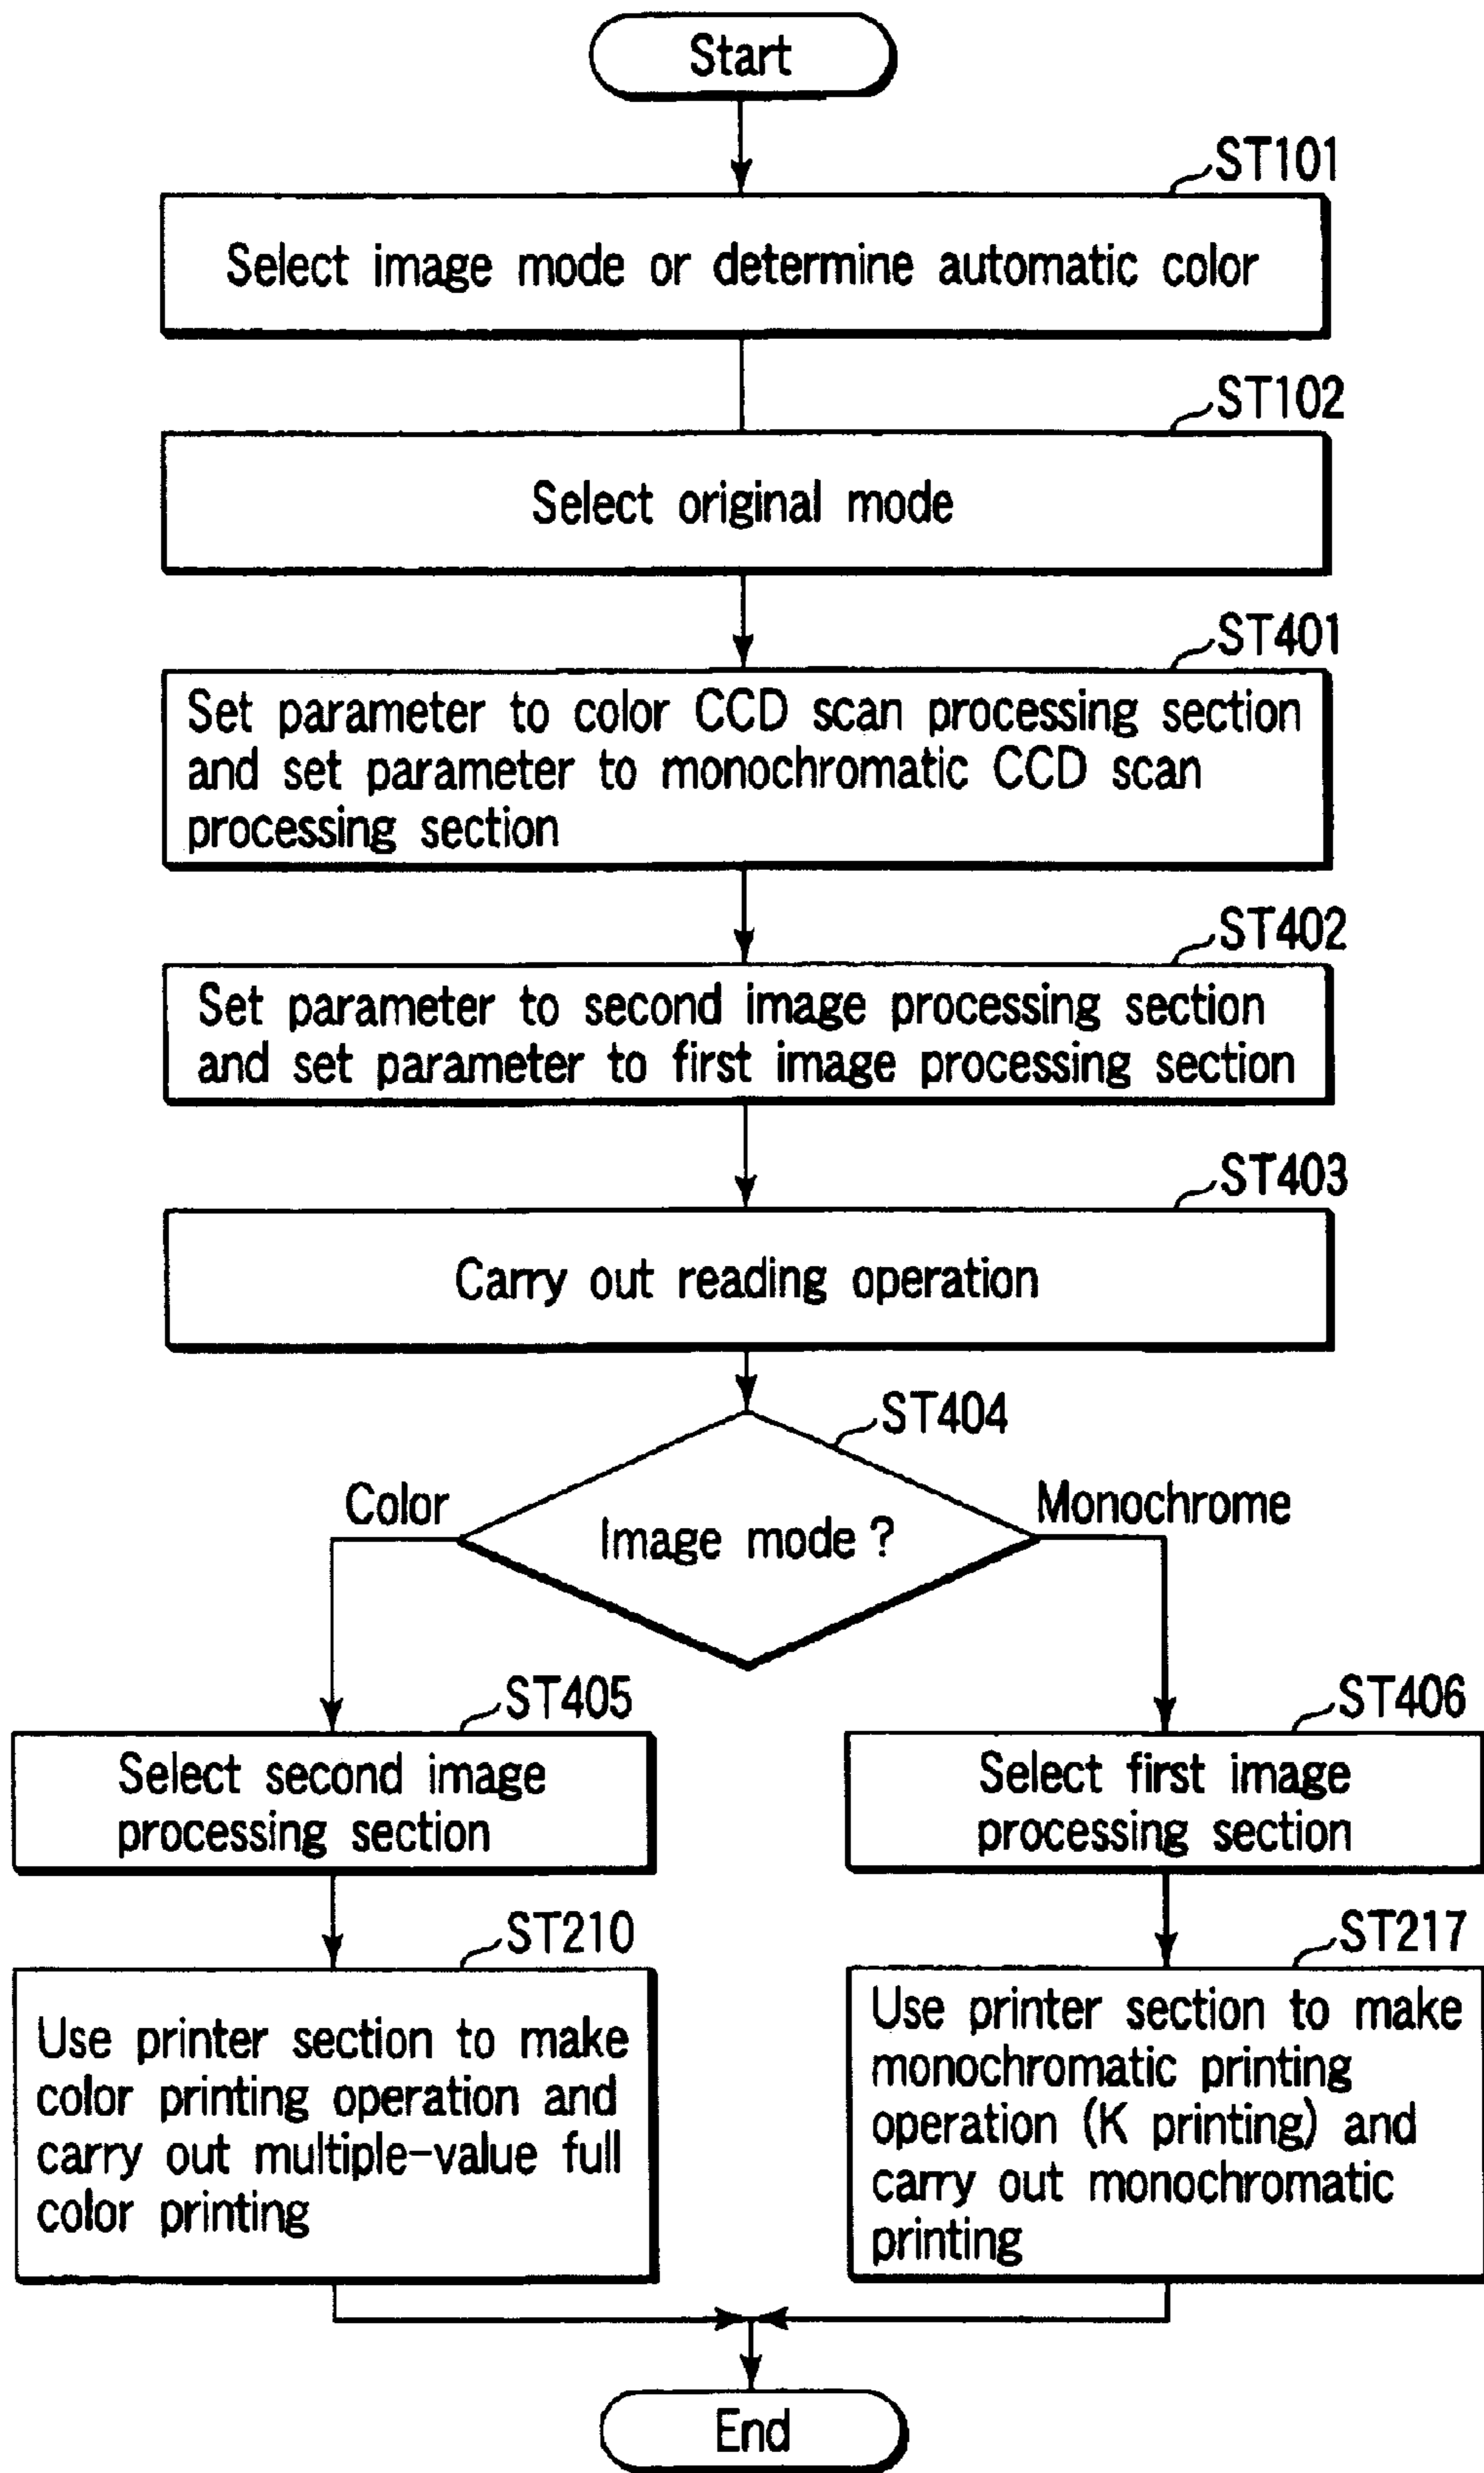 Start
ST101
Select image mode or determine automatic color
ST102
Select original mode
ST401
Set parameter to color CCD scan processing section
and set parameter to monochromatic CCD scan
processing section
ST402
Set parameter to second image processing section
and set parameter to first image processing section
ST403
Carry out reading operation
ST404
Color
Image mode ?
Monochrome
ST405
Select second image
processing section
ST406
Select first image
processing section
ST210
Use printer section to make
color printing operation and
carry out multiple-value full
color printing
ST217
Use printer section to make
monochromatic printing
operation (K printing) and
carry out monochromatic
printing
End